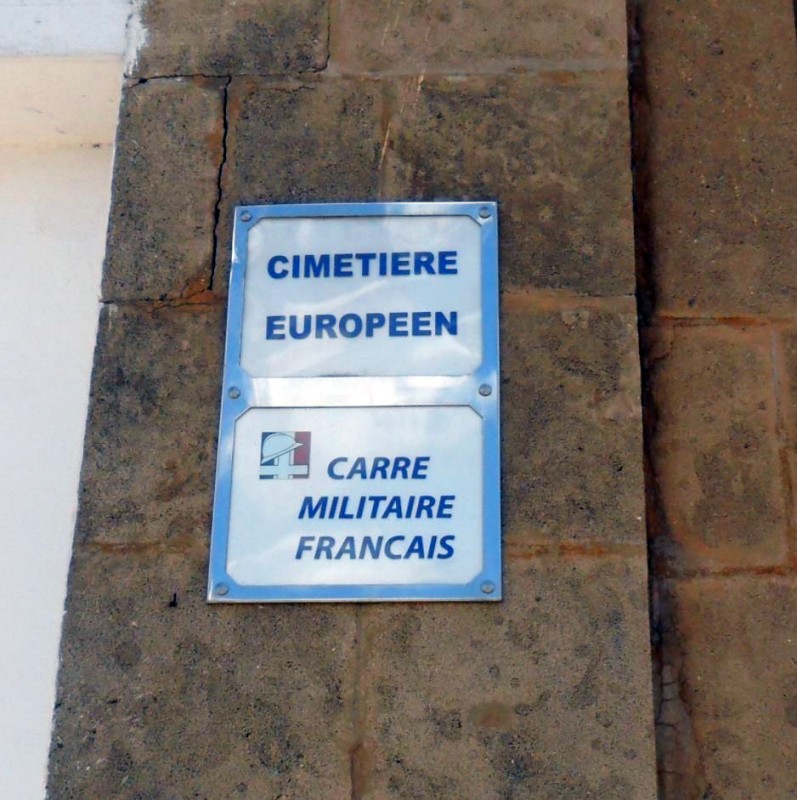 CIMETIERE
EUROPEEN
CARRE
MILITAIRE
FRANCAIS